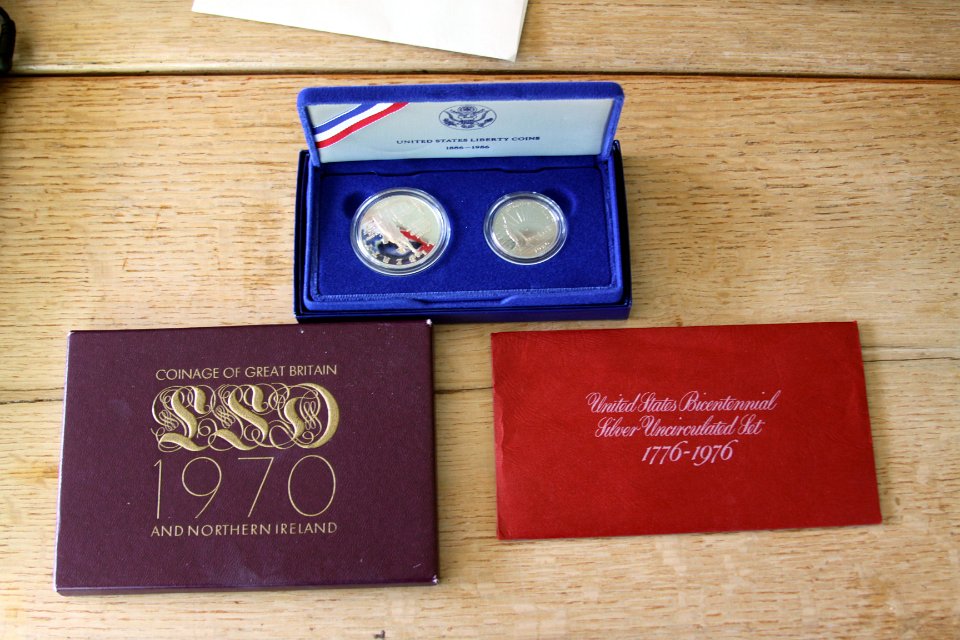 UNITED STATES LIBERTY COINS
1886-1986
COINAGE OF GREAT BRITAIN
LSD
1970
AND NORTHERN IRELAND
United States Bicentennial
Silver Uncirculated Set
1776-1976